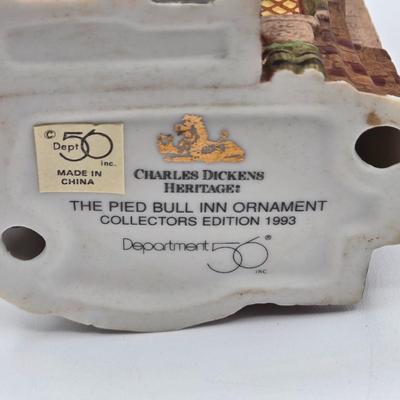 © Dept 56 inc.
MADE IN
CHINA
CHARLES DICKENS
HERITAGE:
THE PIED BULL INN ORNAMENT
COLLECTORS EDITION 1993
Department 56®
INC